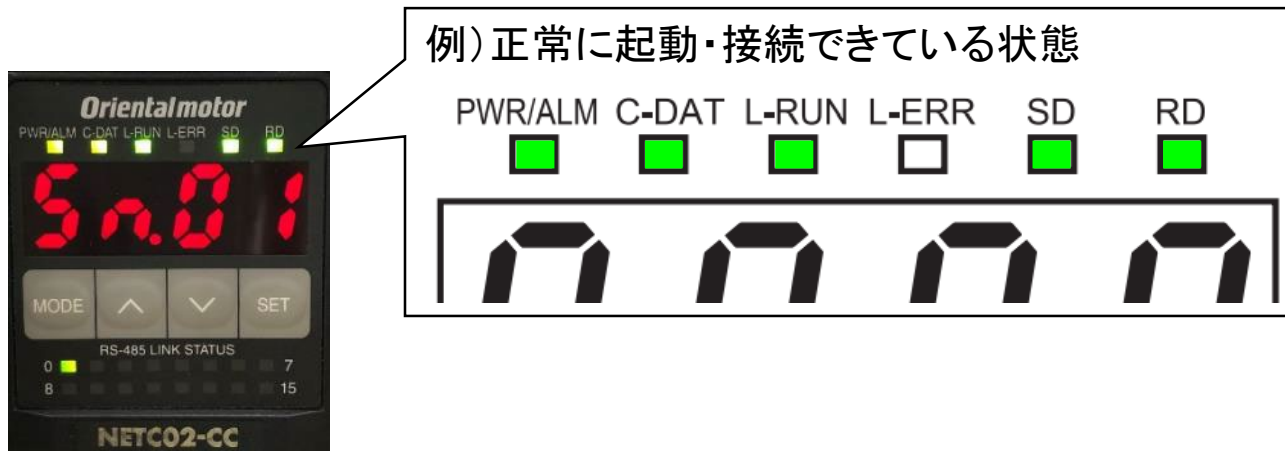 例)正常に起動・接続できている状態
PWR/ALM C-DAT L-RUN L-ERR SD RD
Orientalmotor
PWR/ALM C-DAT L-RUN L-ERR SD RD
Sn.01
MODE SET
RS-485 LINK STATUS
0 7
8 15
NETC02-CC